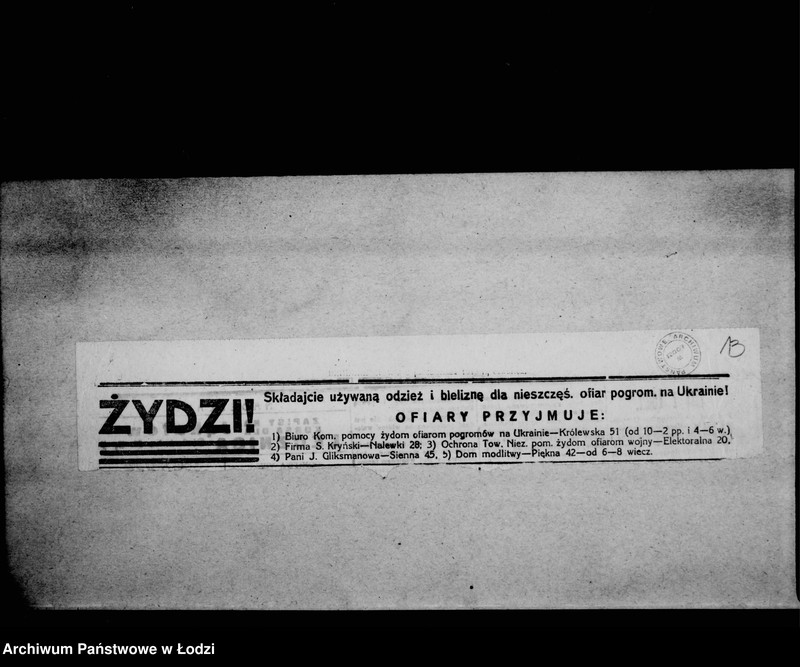 13
ŻYDZI!
Składajcie używaną odzież i bieliznę dla nieszczęś. ofiar pogrom. na Ukrainie!
OFIARY PRZYJMUJE:
1) Biuro Kom. pomocy żydom ofiarom pogromów na Ukrainie—Królewska 51 (od 10—2 pp. i 4—6 w.)
2) Firma S. Kryński—Nalewki 28; 3) Ochrona Tow. Niez. pom. żydom ofiarom wojny—Elektoralna 20,
4) Pani J. Gliksmanowa—Sienna 45, 5) Dom modlitwy—Piękna 42—od 6—8 wiecz.
Archiwum Państwowe w Łodzi